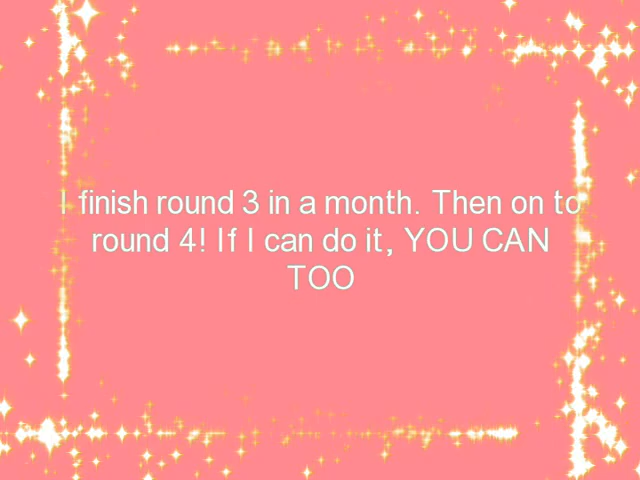 I finish round 3 in a month. Then on to
round 4! If I can do it, YOU CAN
TOO